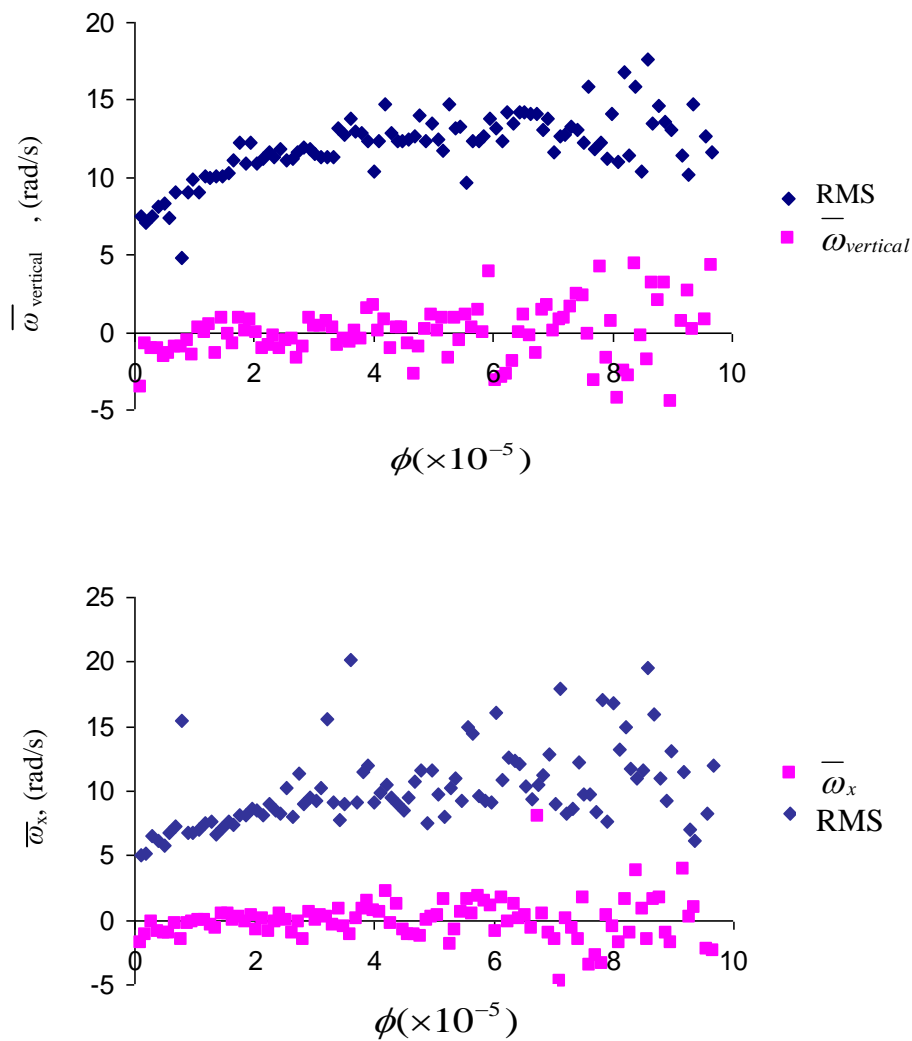 20
15
10
5
0
-5
0 2 4 6 8 10
ω̅ vertical , (rad/s)
ϕ(×10⁻⁵)
RMS
ω̅vertical
25
20
15
10
5
0
-5
0 2 4 6 8 10
ω̅x, (rad/s)
ϕ(×10⁻⁵)
ω̅x
RMS